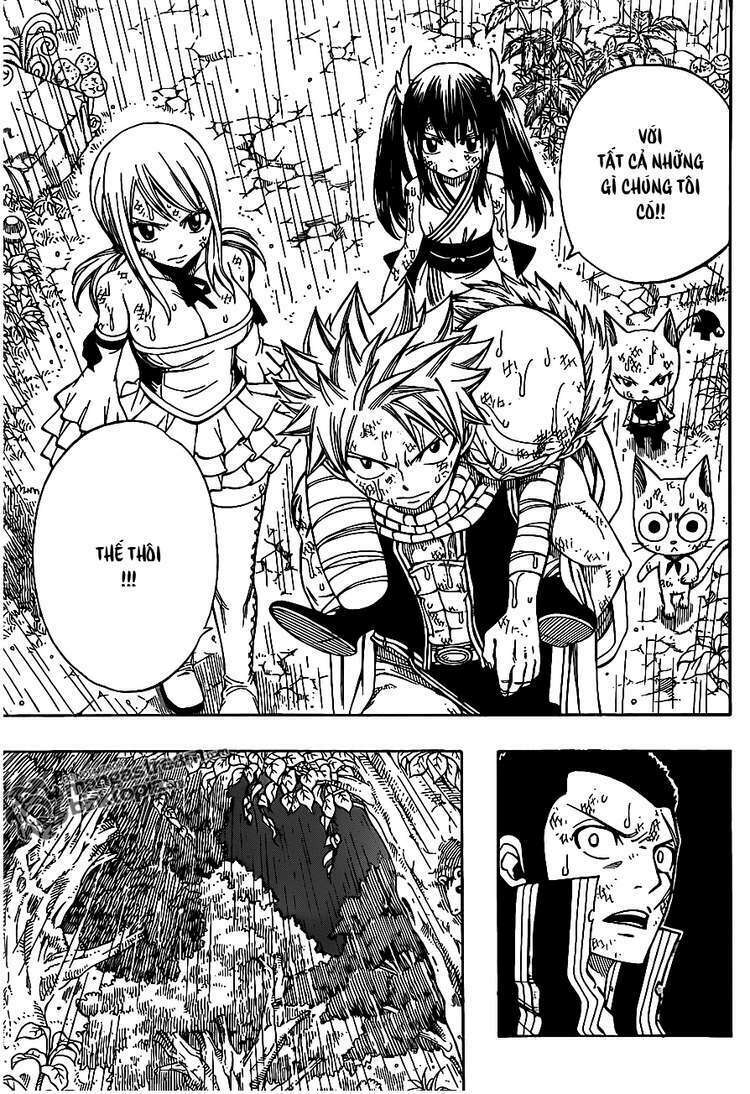 VỚI
TẤT CẢ NHỮNG
GÌ CHÚNG TÔI
CÓ!!
THẾ THÔI
!!!